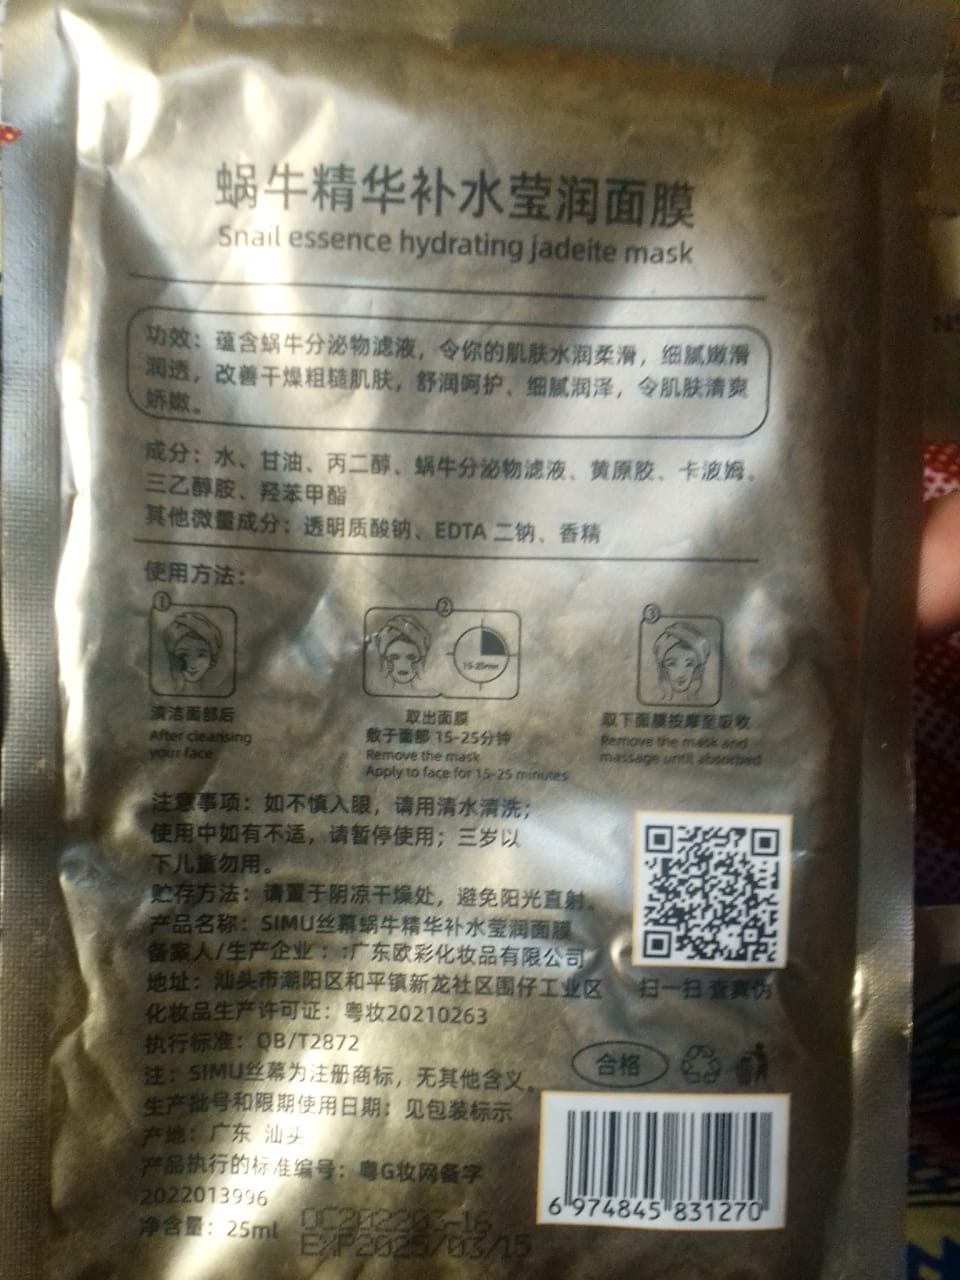 蜗牛精华补水莹润面膜
Snail essence hydrating jadeite mask
功效：蕴含蜗牛分泌物滤液，令你的肌肤水润柔滑，细腻嫩滑
润透，改善干燥粗糙肌肤，舒润呵护、细腻润泽，令肌肤清爽
娇嫩。
成分：水、甘油、丙二醇、蜗牛分泌物滤液、黄原胶、卡波姆、
三乙醇胺、羟苯甲酯
其他微量成分：透明质酸钠、EDTA 二钠、香精
使用方法：
① ② ③
15-25min
清洁面部后
After cleansing
your face
取出面膜
敷于面部 15-25分钟
Remove the mask
Apply to face for 15-25 minutes
取下面膜按摩至吸收
Remove the mask and
massage until absorbed
注意事项：如不慎入眼，请用清水清洗；
使用中如有不适，请暂停使用；三岁以
下儿童勿用。
贮存方法：请置于阴凉干燥处，避免阳光直射。
产品名称：SIMU丝幕蜗牛精华补水莹润面膜
备案人/生产企业：:广东欧彩化妆品有限公司
地址：汕头市潮阳区和平镇新龙社区围仔工业区
扫一扫 查真伪
化妆品生产许可证：粤妆20210263
执行标准：QB/T2872
合格
注：SIMU丝幕为注册商标，无其他含义。
生产批号和限期使用日期：见包装标示
产地：广东 汕头
产品执行的标准编号：粤G妆网备字
2022013996
净含量：25ml
OC202203-16
EXP2025/03/15
6 974845 831270